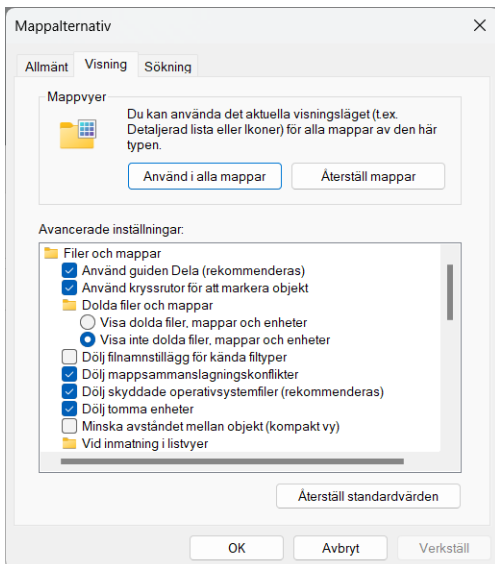 Mappalternativ
Allmänt Visning Sökning
Mappvyer
Du kan använda det aktuella visningsläget (t.ex.
Detaljerad lista eller Ikoner) för alla mappar av den här
typen.
Använd i alla mappar Återställ mappar
Avancerade inställningar:
Filer och mappar
Använd guiden Dela (rekommenderas)
Använd kryssrutor för att markera objekt
Dolda filer och mappar
Visa dolda filer, mappar och enheter
Visa inte dolda filer, mappar och enheter
Dölj filnamnstillägg för kända filtyper
Dölj mappsammanslagningskonflikter
Dölj skyddade operativsystemfiler (rekommenderas)
Dölj tomma enheter
Minska avståndet mellan objekt (kompakt vy)
Vid inmatning i listvyer
Återställ standardvärden
OK Avbryt Verkställ